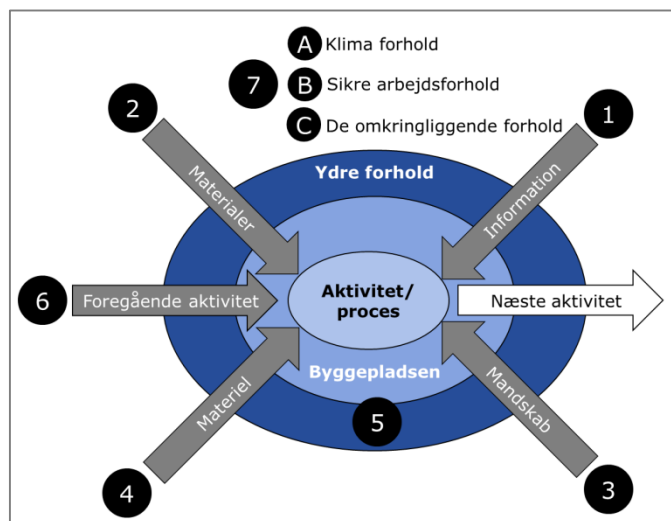 A Klima forhold
7 B Sikre arbejdsforhold
C De omkringliggende forhold
2
1
Ydre forhold
Materialer
Information
6 Foregående aktivitet
Aktivitet/
proces
Næste aktivitet
Byggepladsen
Materiel
Mandskab
5
4
3